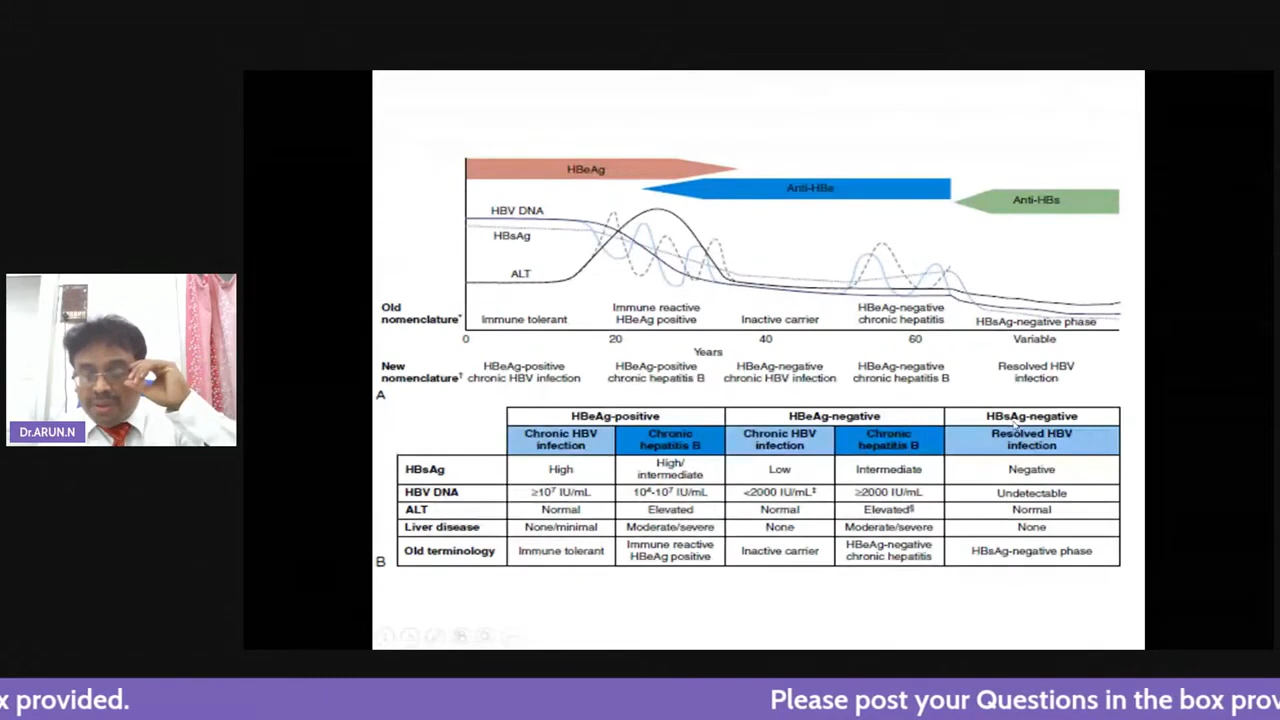 HBeAg
Anti-HBe
Anti-HBs
HBV DNA
HBsAg
ALT
Old
nomenclature*
Immune tolerant
Immune reactive
HBeAg positive
Inactive carrier
HBeAg-negative
chronic hepatitis
HBsAg-negative phase
0 20 40 60 Variable
Years
New
nomenclature†
HBeAg-positive
chronic HBV infection
HBeAg-positive
chronic hepatitis B
HBeAg-negative
chronic HBV infection
HBeAg-negative
chronic hepatitis B
Resolved HBV
infection
A
HBeAg-positive HBeAg-negative HBsAg-negative
Chronic HBV
infection
Chronic
hepatitis B
Chronic HBV
infection
Chronic
hepatitis B
Resolved HBV
infection
HBsAg High High/
intermediate Low Intermediate Negative
HBV DNA ≥10⁷ IU/mL 10⁴-10⁷ IU/mL <2000 IU/mL‡ ≥2000 IU/mL Undetectable
ALT Normal Elevated Normal Elevated§ Normal
Liver disease None/minimal Moderate/severe None Moderate/severe None
Old terminology Immune tolerant Immune reactive
HBeAg positive Inactive carrier HBeAg-negative
chronic hepatitis HBsAg-negative phase
B
Dr.ARUN.N
x provided. Please post your Questions in the box prov